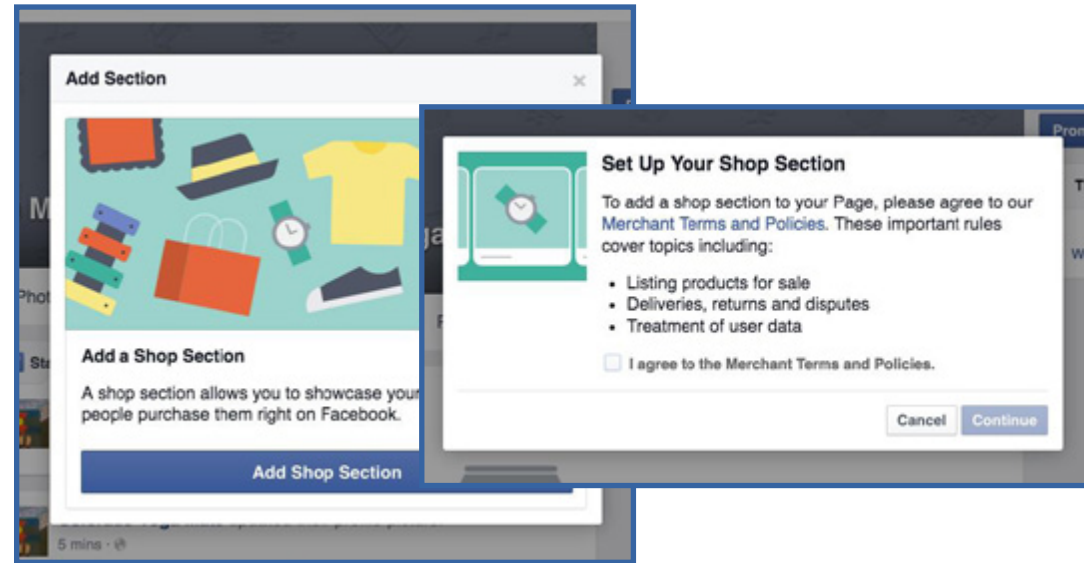 Add Section
Add a Shop Section
A shop section allows you to showcase your
people purchase them right on Facebook.
Add Shop Section
5 mins
Set Up Your Shop Section
To add a shop section to your Page, please agree to our
Merchant Terms and Policies. These important rules
cover topics including:
• Listing products for sale
• Deliveries, returns and disputes
• Treatment of user data
I agree to the Merchant Terms and Policies.
Cancel Continue